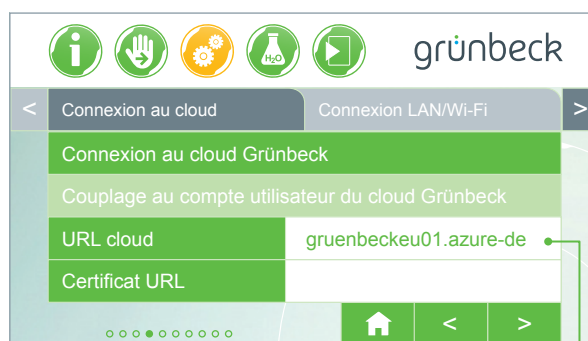 i H₂O grünbeck
< Connexion au cloud Connexion LAN/Wi-Fi >
Connexion au cloud Grünbeck
Couplage au compte utilisateur du cloud Grünbeck
URL cloud gruenbeckeu01.azure-de
Certificat URL
< >